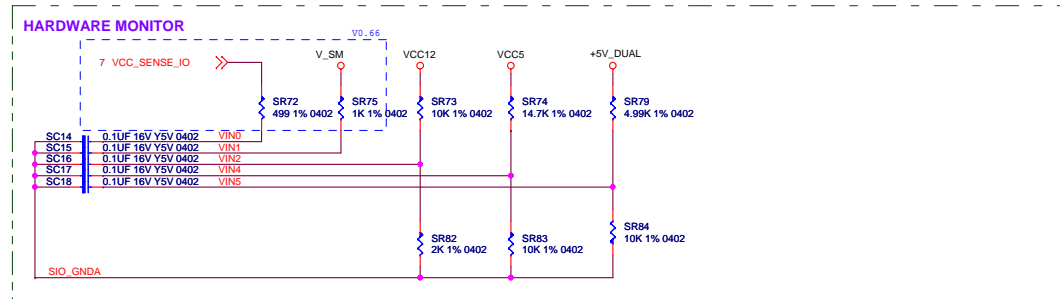 HARDWARE MONITOR
V0.66
7 VCC_SENSE_IO
V_SM
VCC12
VCC5
+5V_DUAL
SR72
499 1% 0402
SR75
1K 1% 0402
SR73
10K 1% 0402
SR74
14.7K 1% 0402
SR79
4.99K 1% 0402
SC14 0.1UF 16V Y5V 0402 VIN0
SC15 0.1UF 16V Y5V 0402 VIN1
SC16 0.1UF 16V Y5V 0402 VIN2
SC17 0.1UF 16V Y5V 0402 VIN4
SC18 0.1UF 16V Y5V 0402 VIN5
SR82
2K 1% 0402
SR83
10K 1% 0402
SR84
10K 1% 0402
SIO_GNDA